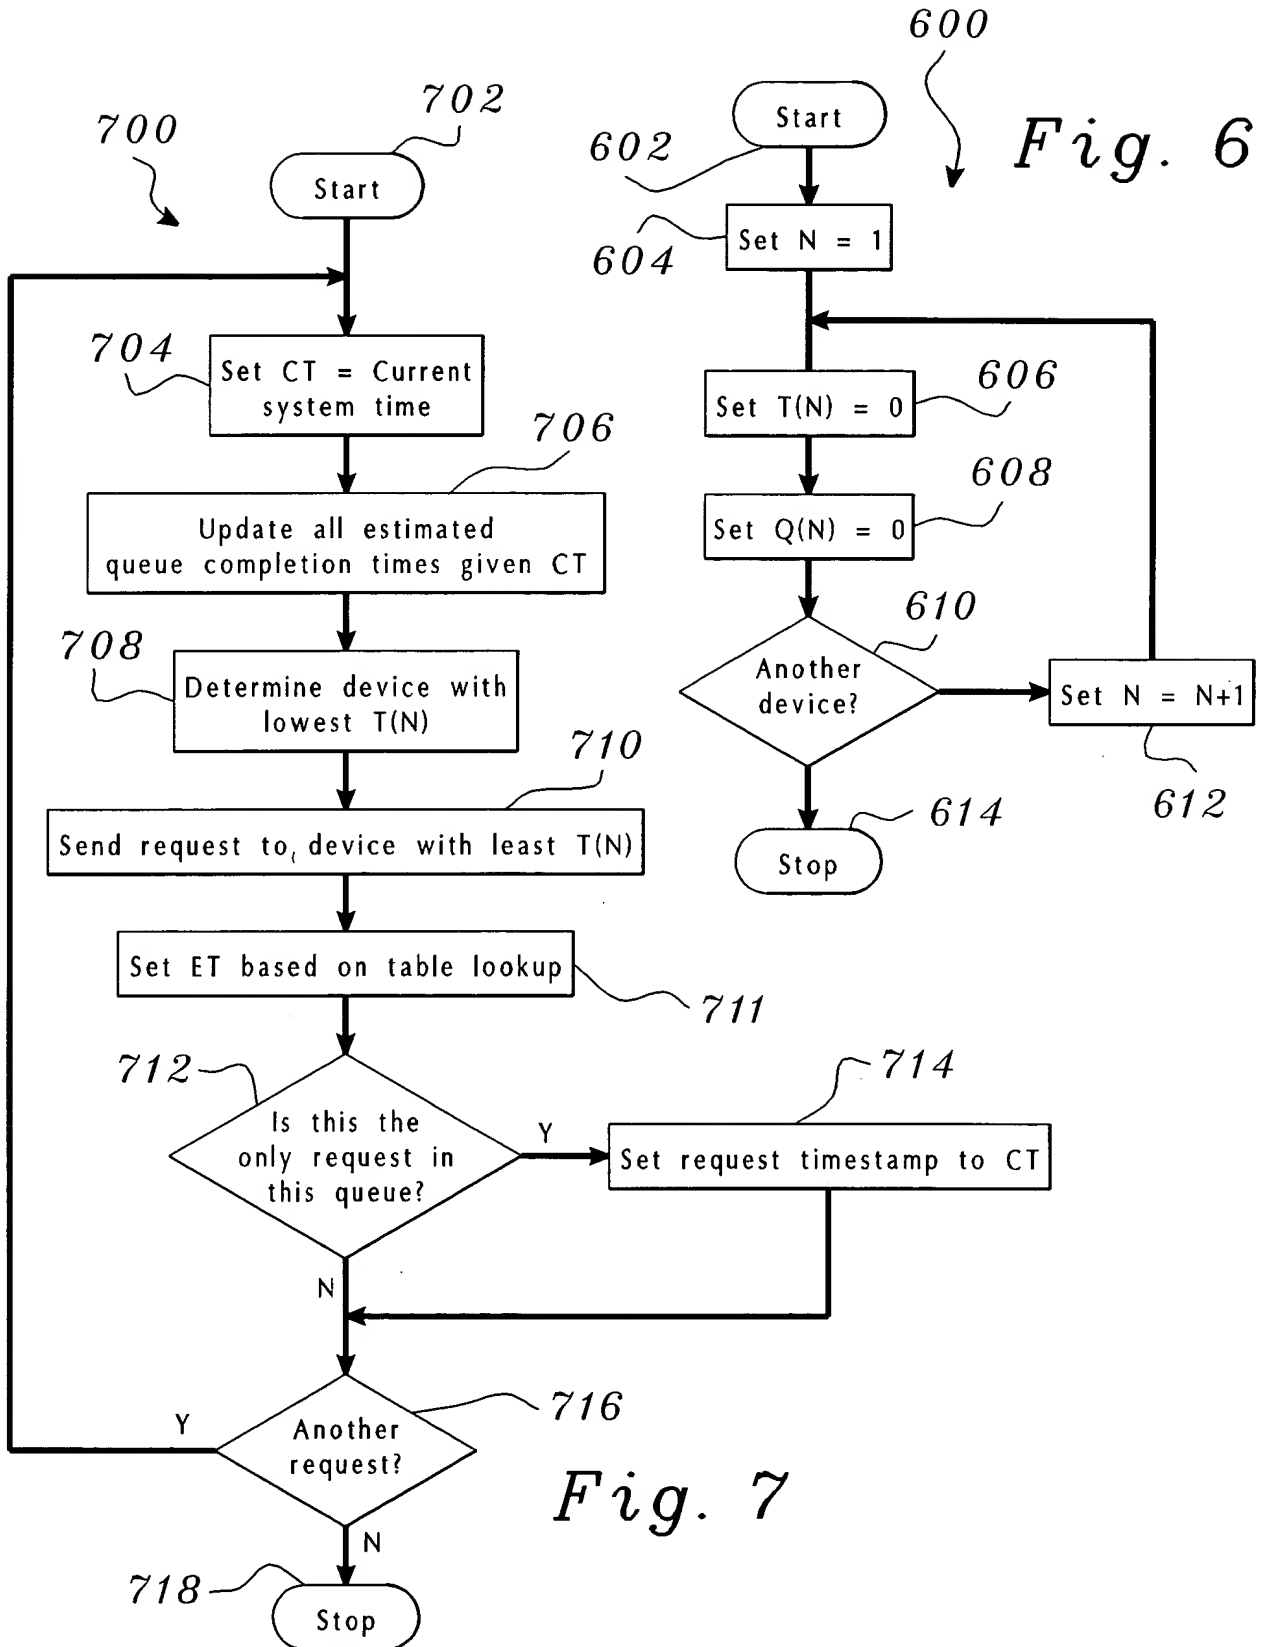 600
Fig. 6
Start
602
Set N = 1
604
Set T(N) = 0
606
Set Q(N) = 0
608
Another
device?
610
Set N = N+1
612
Stop
614
700
702
Start
704
Set CT = Current
system time
706
Update all estimated
queue completion times given CT
708
Determine device with
lowest T(N)
710
Send request to device with least T(N)
Set ET based on table lookup
711
712
Is this the
only request in
this queue?
Y
714
Set request timestamp to CT
N
716
Another
request?
Y
Fig. 7
N
718
Stop